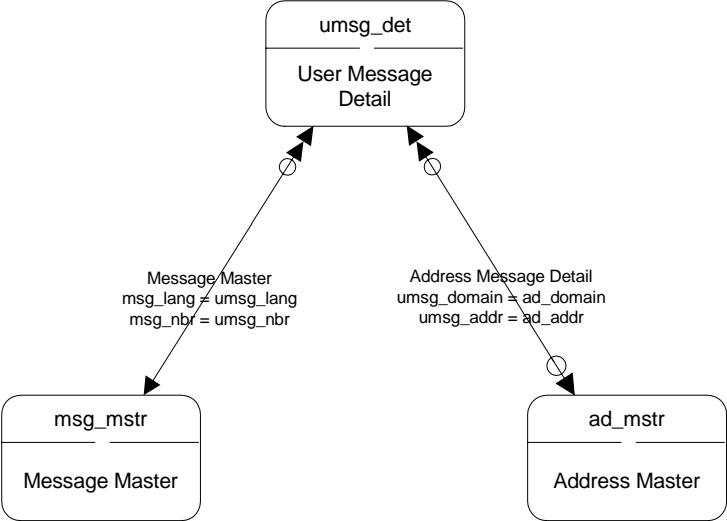 umsg_det
User Message
Detail
Message Master
msg_lang = umsg_lang
msg_nbr = umsg_nbr
Address Message Detail
umsg_domain = ad_domain
umsg_addr = ad_addr
msg_mstr
Message Master
ad_mstr
Address Master